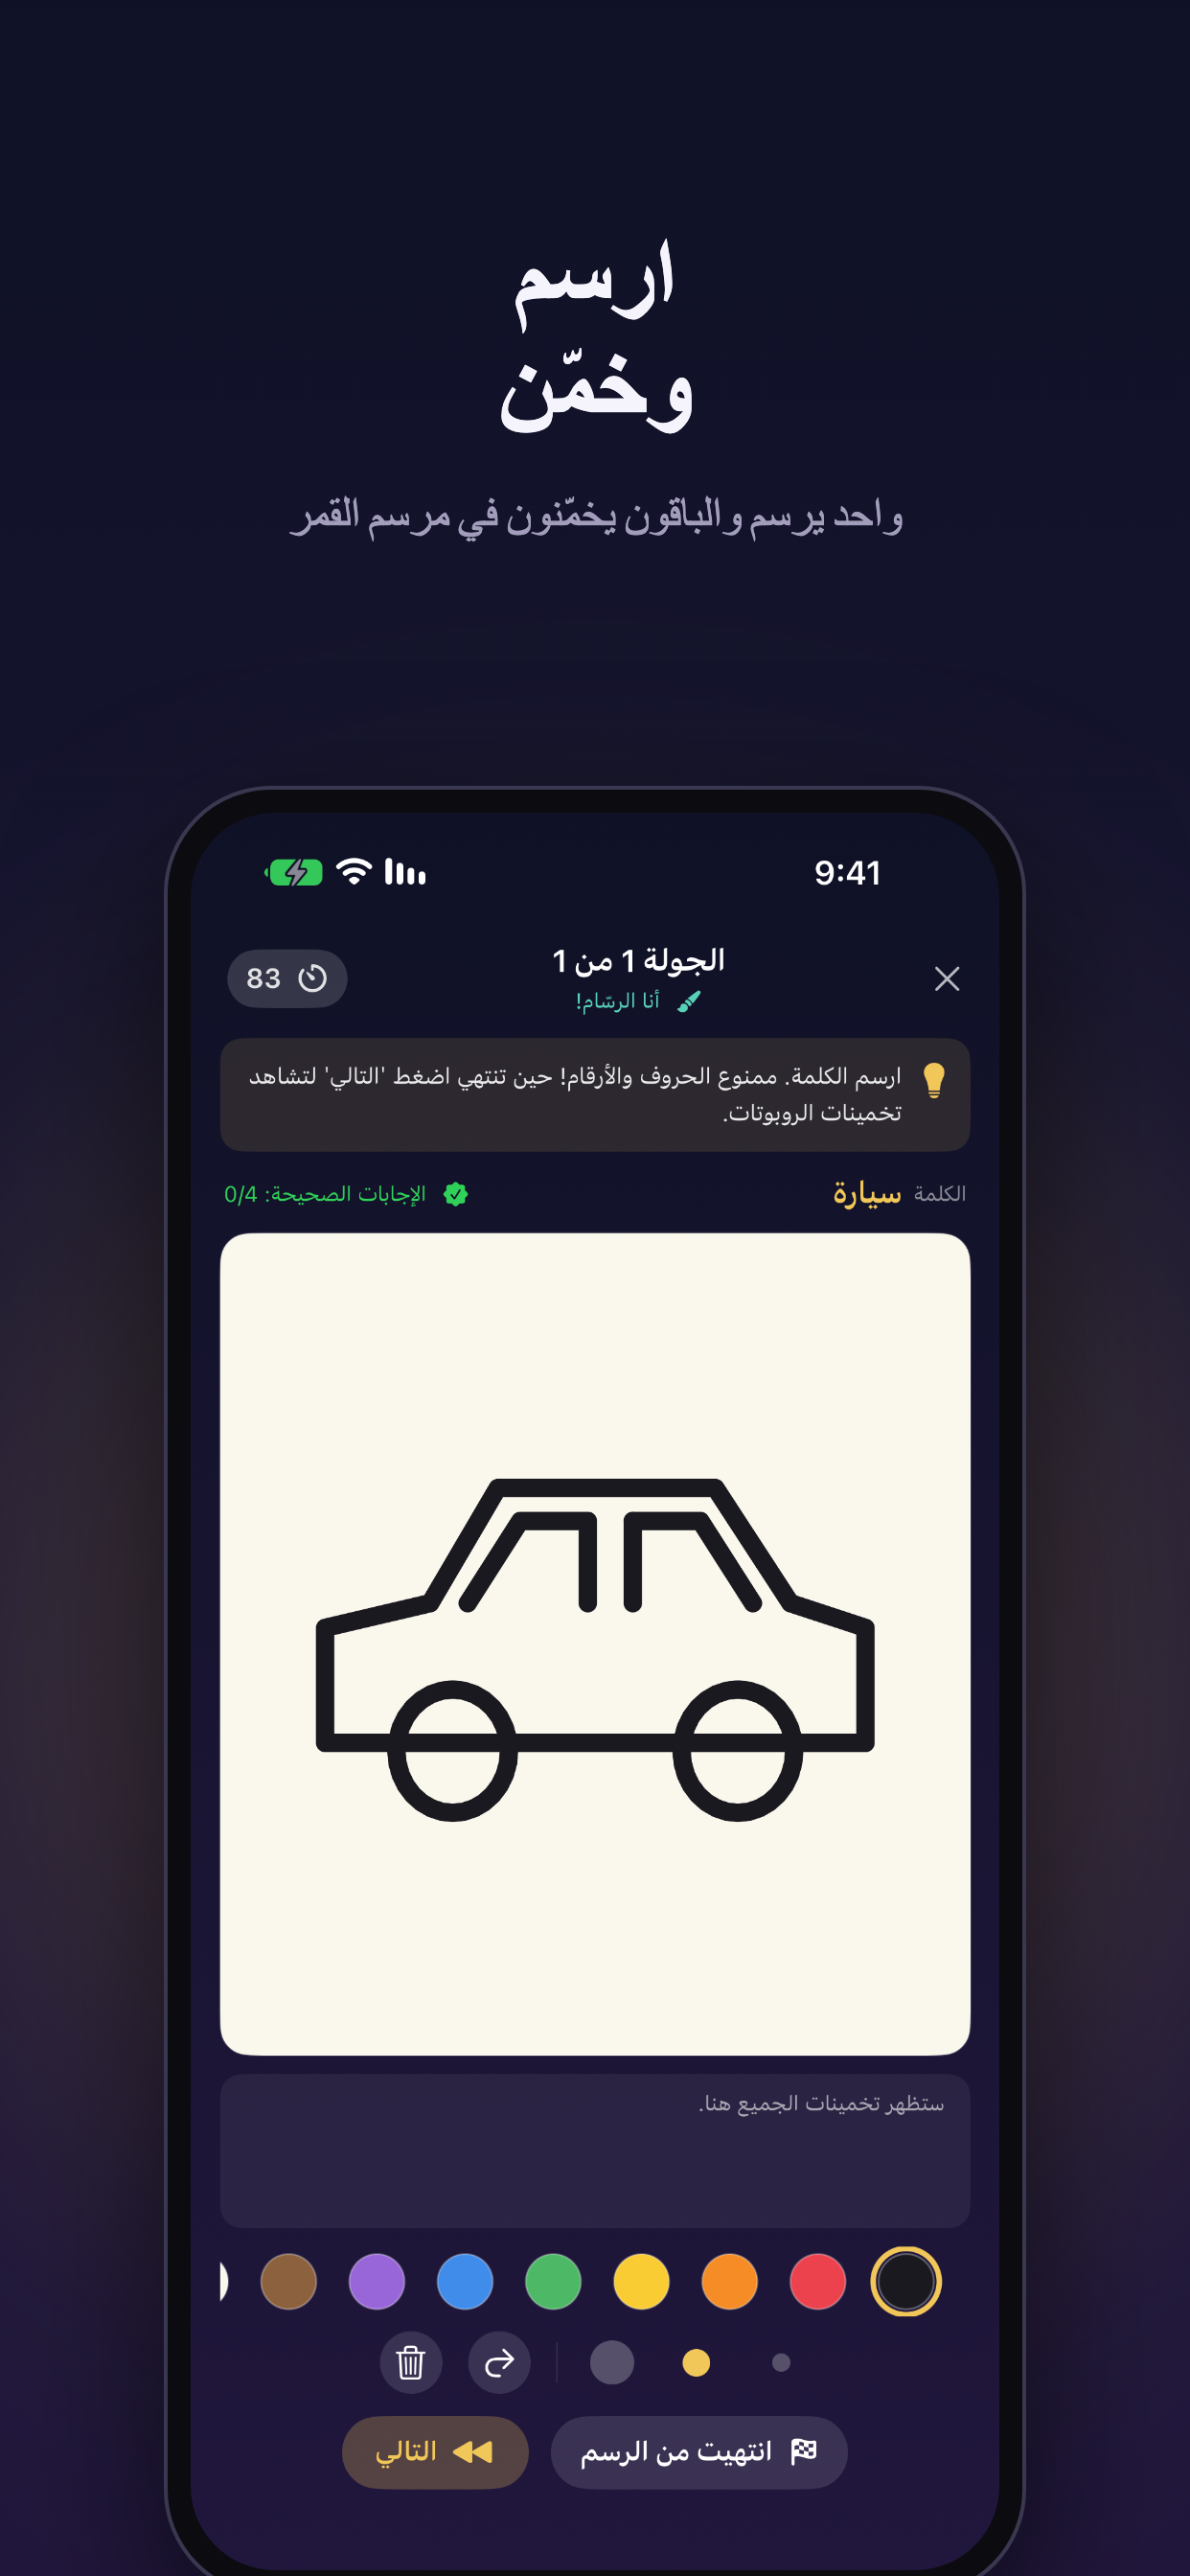 ارسم
وخمّن
واحد يرسم والباقون يخمّنون في مرسم القمر
9:41
الجولة 1 من 1
83
أنا الرسّام!
ارسم الكلمة. ممنوع الحروف والأرقام! حين تنتهي اضغط 'التالي' لتشاهد
تخمينات الروبوتات.
الكلمة سيارة
الإجابات الصحيحة: 0/4
ستظهر تخمينات الجميع هنا.
انتهيت من الرسم
التالي